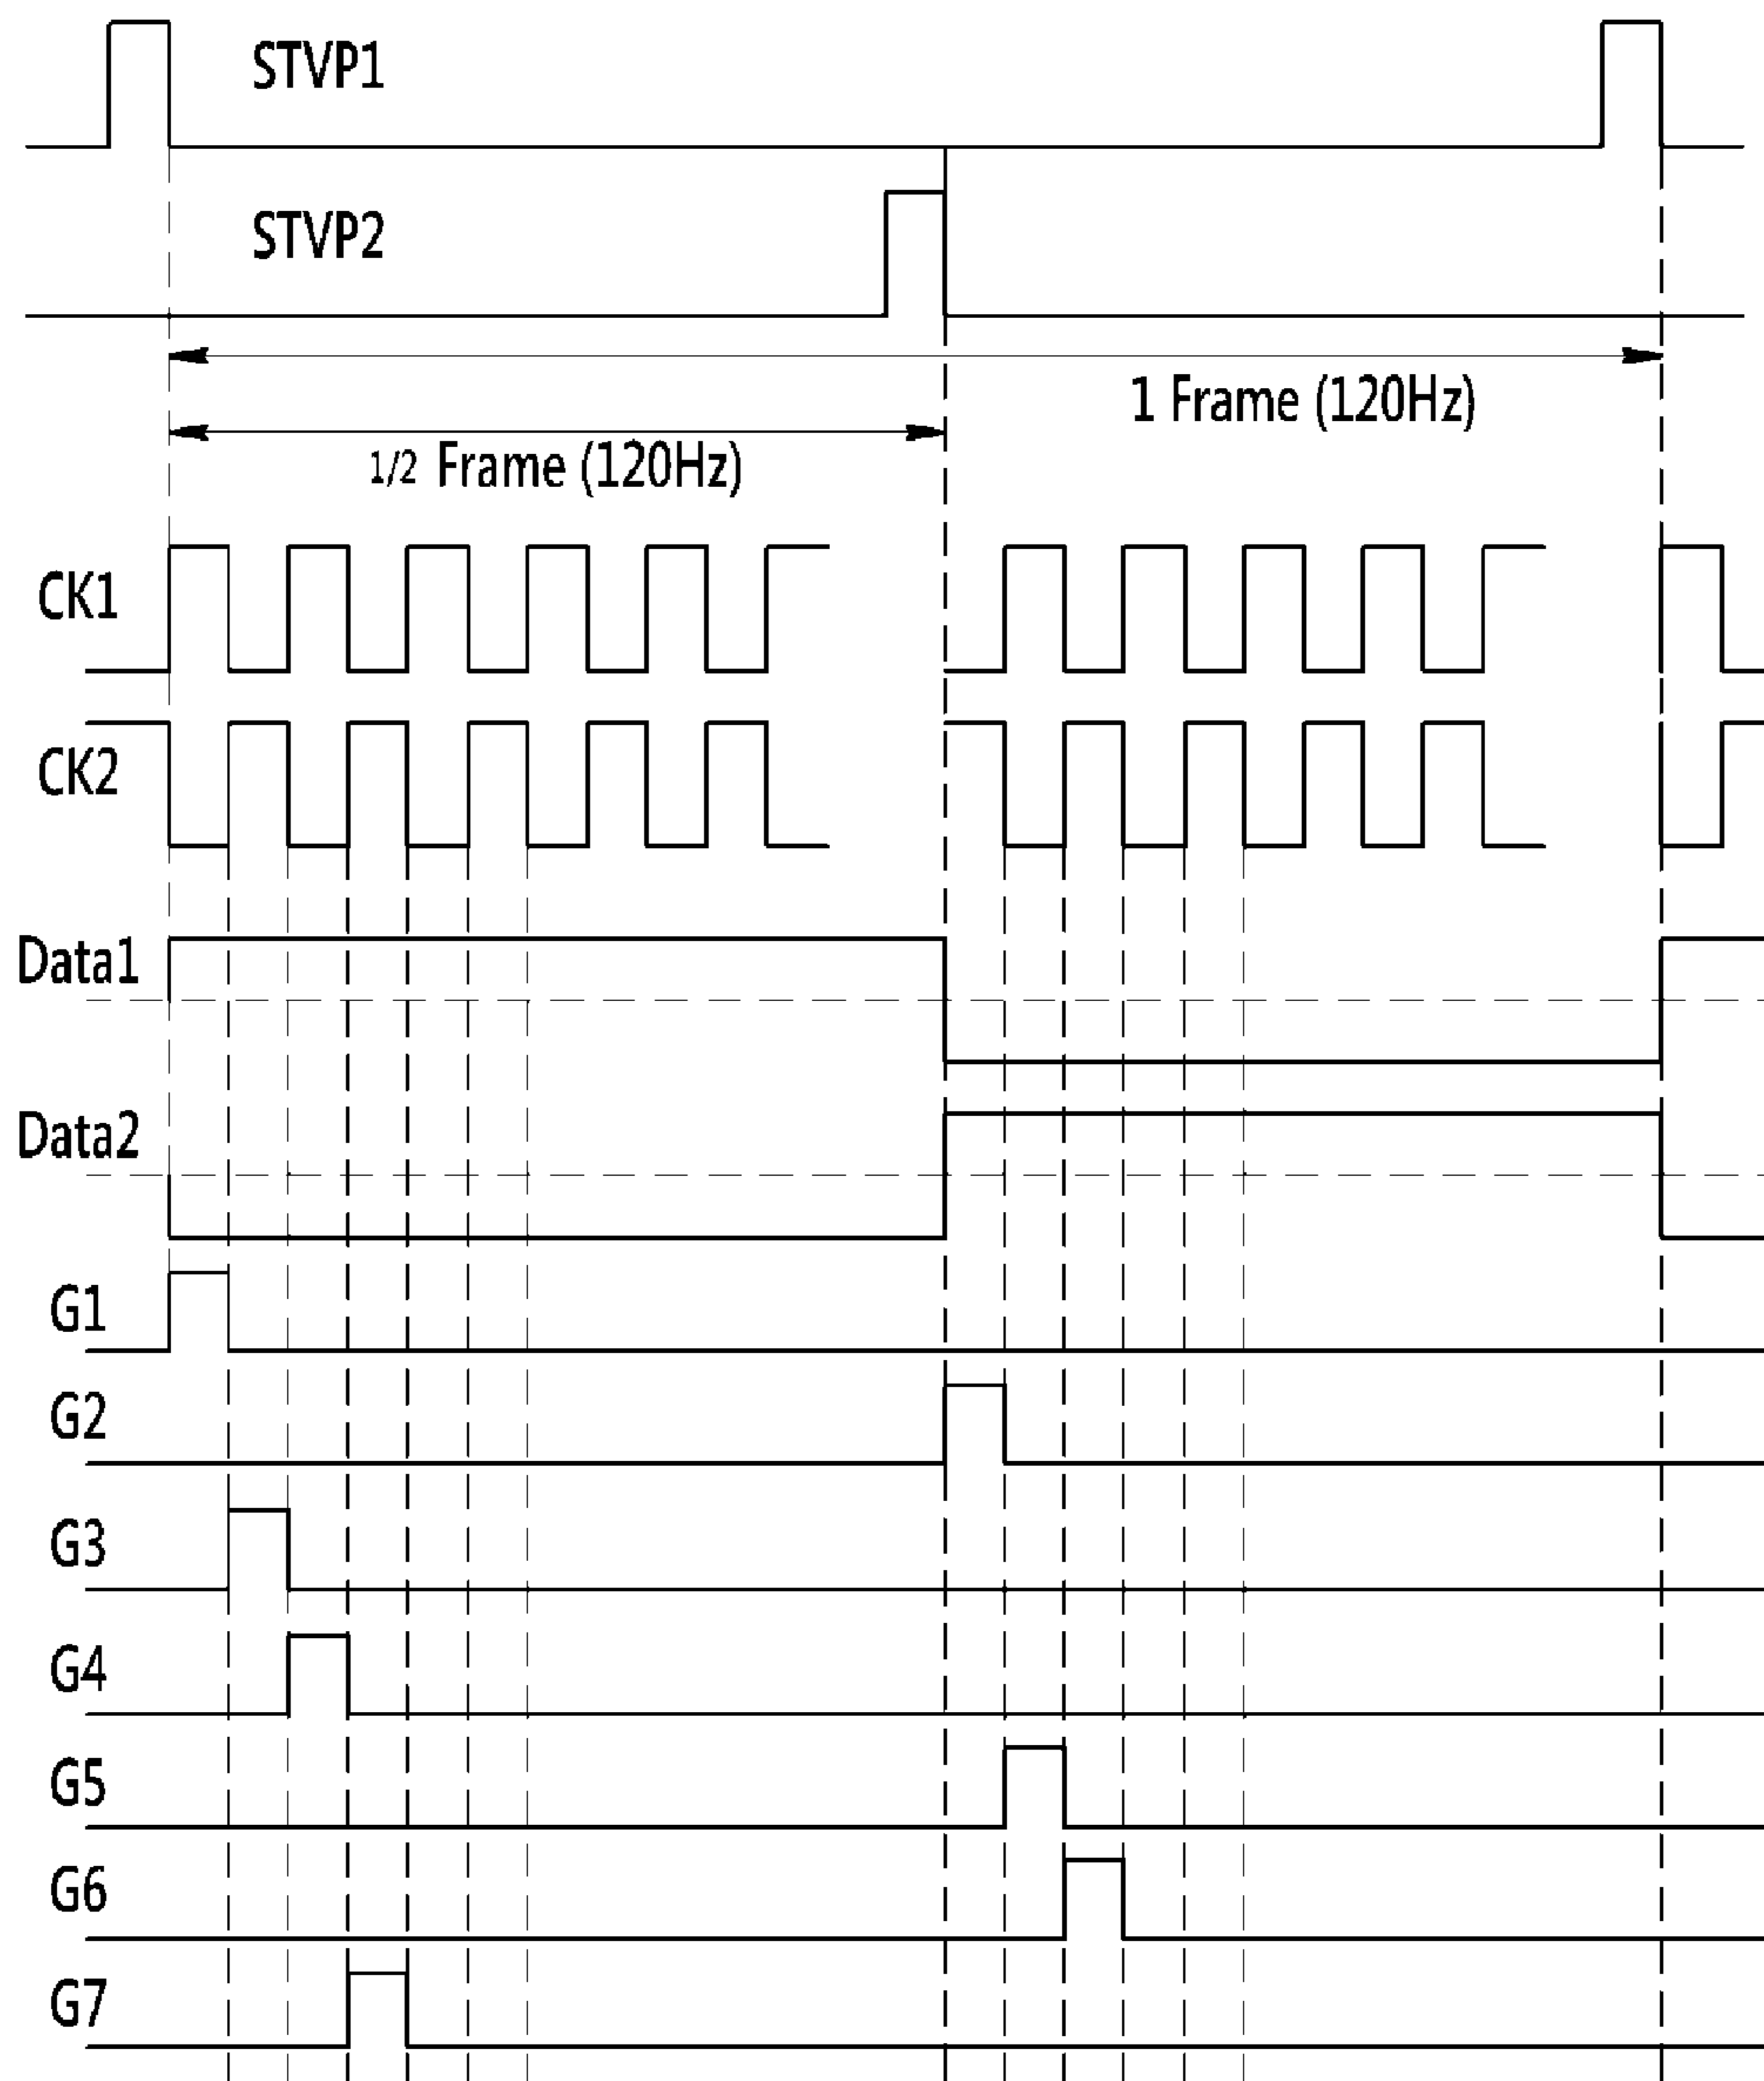 STVP1
STVP2
1 Frame (120Hz)
1/2 Frame (120Hz)
CK1
CK2
Data1
Data2
G1
G2
G3
G4
G5
G6
G7